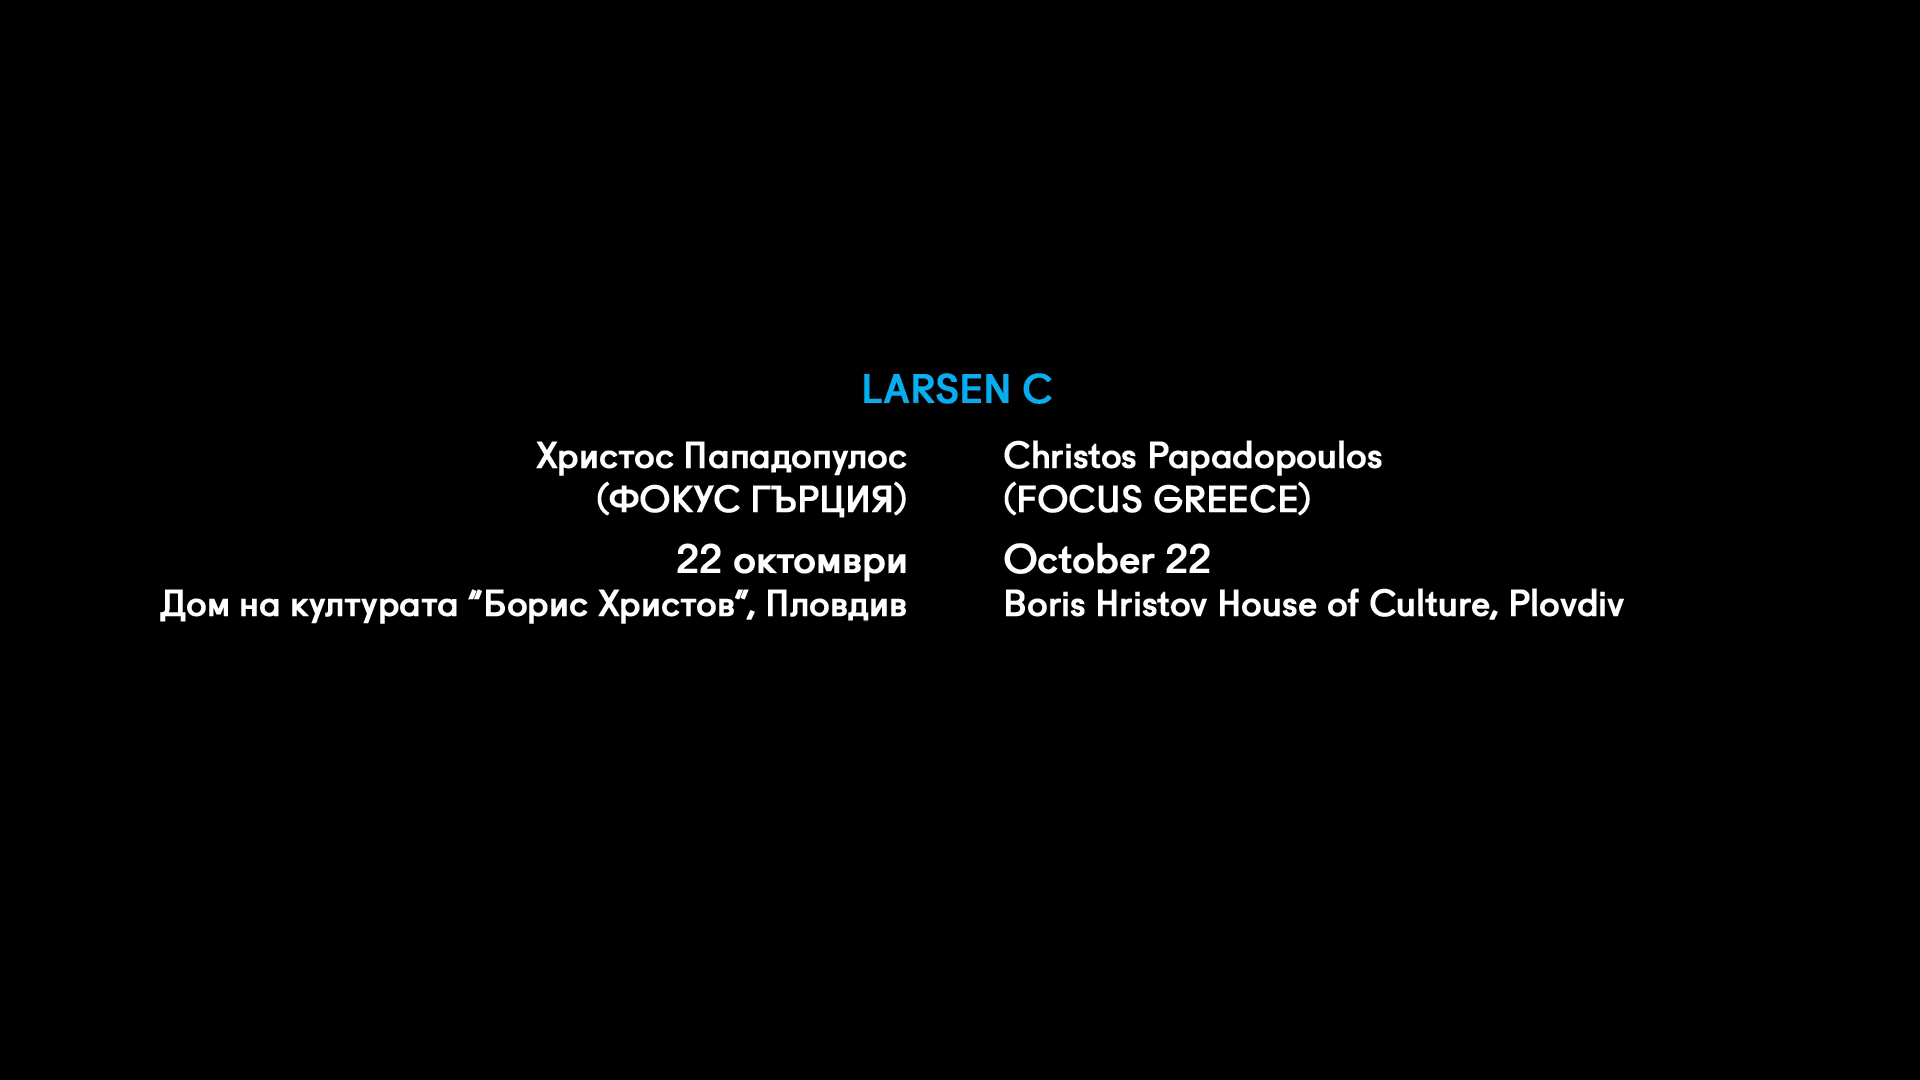 LARSEN C
Христос Пападопулос
(ФОКУС ГЪРЦИЯ)
22 октомври
Дом на културата “Борис Христов”, Пловдив
Christos Papadopoulos
(FOCUS GREECE)
October 22
Boris Hristov House of Culture, Plovdiv